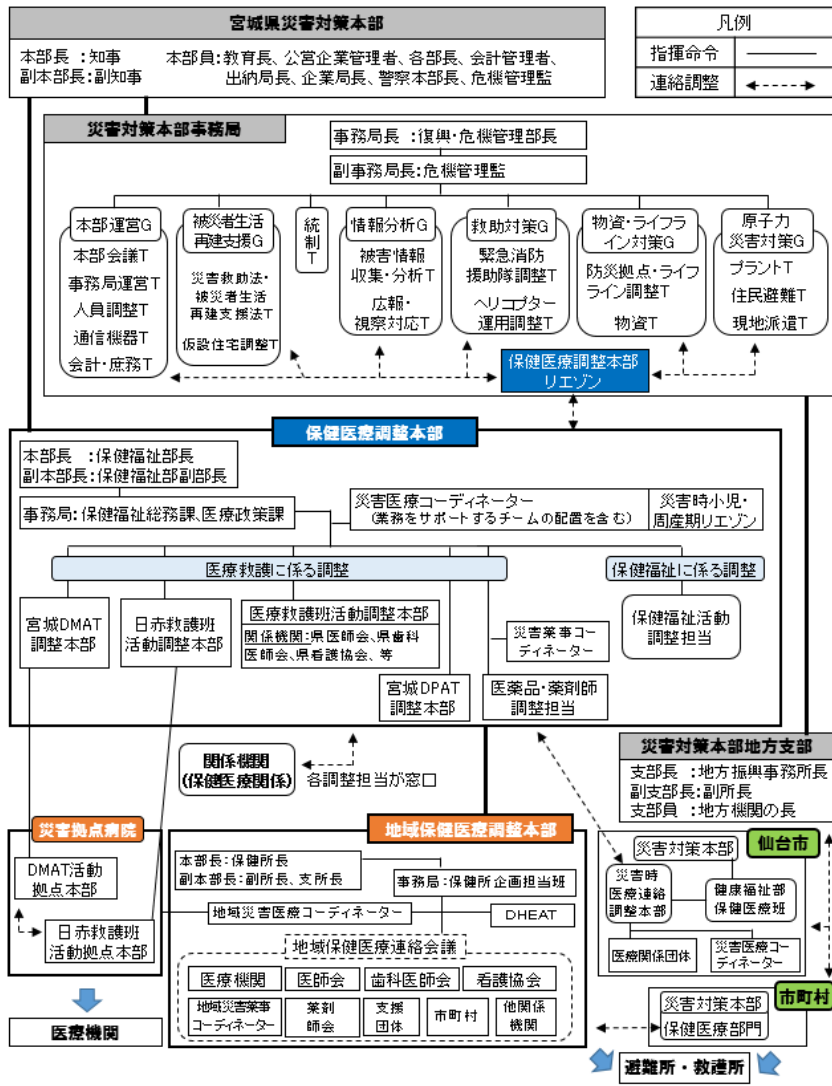 宮城県災害対策本部
本部長 :知事
副本部長:副知事
本部員:教育長、公営企業管理者、各部長、会計管理者、
出納局長、企業局長、警察本部長、危機管理監
凡例
指揮命令
連絡調整
災害対策本部事務局
事務局長 :復興・危機管理部長
副事務局長:危機管理監
本部運営G
本部会議T
事務局運営T
人員調整T
通信機器T
会計・庶務T
被災者生活
再建支援G
災害救助法・
被災者生活
再建支援法T
仮設住宅調整T
統
制
T
情報分析G
被害情報
収集・分析T
広報・
視察対応T
救助対策G
緊急消防
援助隊調整T
ヘリコプター
運用調整T
物資・ライフラ
イン対策G
防災拠点・ライフ
ライン調整T
物資T
原子力
災害対策G
プラントT
住民避難T
現地派遣T
保健医療調整本部
リエゾン
保健医療調整本部
本部長 :保健福祉部長
副本部長:保健福祉部副部長
事務局:保健福祉総務課、医療政策課
災害医療コーディネーター
(業務をサポートするチームの配置を含む)
災害時小児・
周産期リエゾン
医療救護に係る調整
保健福祉に係る調整
宮城DMAT
調整本部
日赤救護班
活動調整本部
医療救護班活動調整本部
関係機関:県医師会、県歯科
医師会、県看護協会、等
災害薬事コー
ディネーター
保健福祉活動
調整担当
宮城DPAT
調整本部
医薬品・薬剤師
調整担当
関係機関
(保健医療関係)
各調整担当が窓口
災害対策本部地方支部
支部長 :地方振興事務所長
副支部長:副所長
支部員 :地方機関の長
災害拠点病院
DMAT活動
拠点本部
日赤救護班
活動拠点本部
医療機関
地域保健医療調整本部
本部長:保健所長
副本部長:副所長、支所長
事務局:保健所企画担当班
地域災害医療コーディネーター
DHEAT
地域保健医療連絡会議
医療機関
医師会
歯科医師会
看護協会
地域災害薬事
コーディネーター
薬剤
師会
支援
団体
市町村
他関係
機関
仙台市
災害対策本部
災害時
医療連絡
調整本部
健康福祉部
保健医療班
医療関係団体
災害医療コー
ディネーター
市町村
災害対策本部
保健医療部門
避難所・救護所